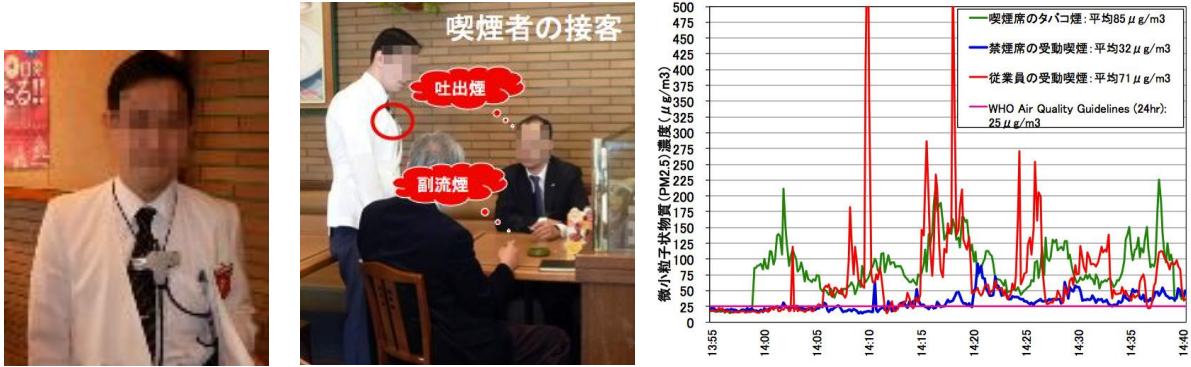 日発
たる!!
喫煙者の接客
吐出煙
副流煙
微小粒子状物質(PM2.5)濃度(μg/m3)
500
475
450
425
400
375
350
325
300
275
250
225
200
175
150
125
100
75
50
25
0
喫煙席のタバコ煙:平均85μg/m3
禁煙席の受動喫煙:平均32μg/m3
従業員の受動喫煙:平均71μg/m3
WHO Air Quality Guidelines (24hr):
25μg/m3
13:55
14:00
14:05
14:10
14:15
14:20
14:25
14:30
14:35
14:40